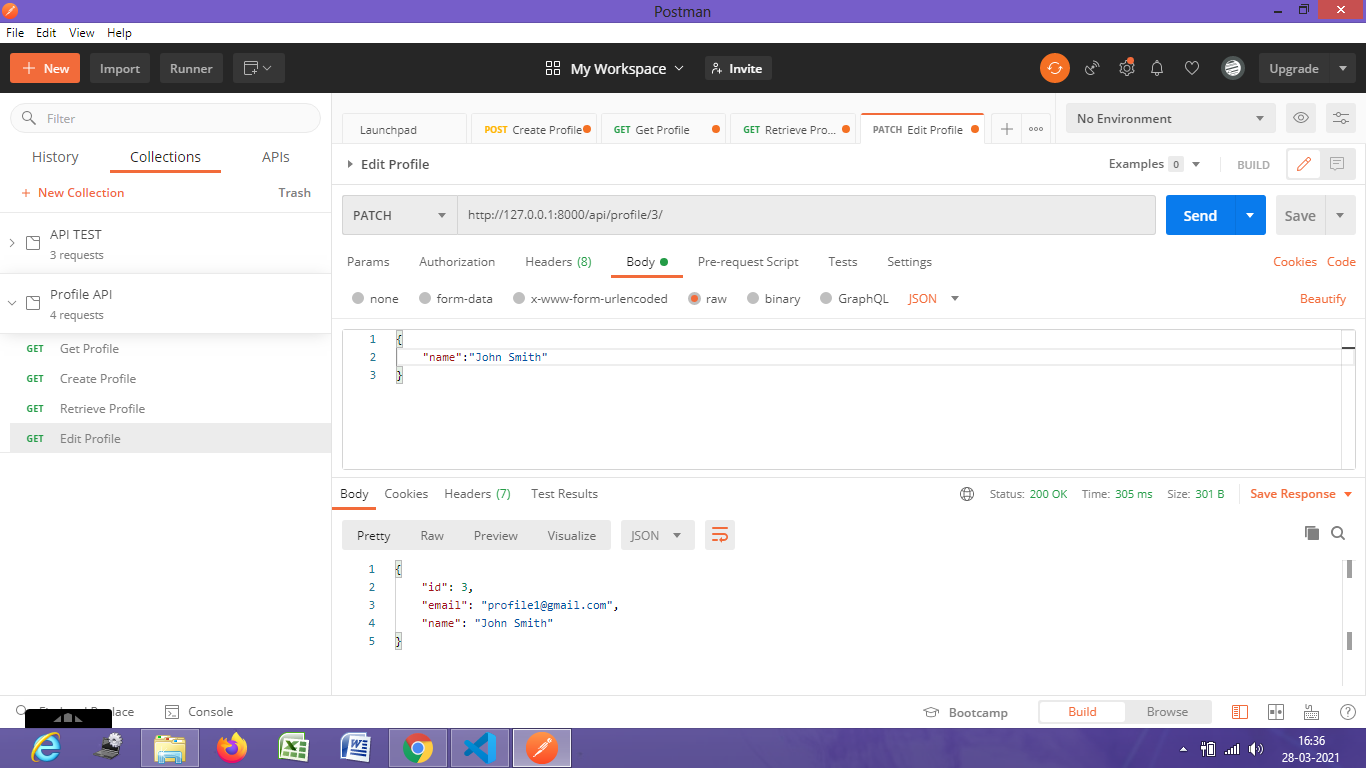 Postman
File Edit View Help
New Import Runner My Workspace Invite Upgrade
Filter
History Collections APIs
+ New Collection Trash
API TEST
3 requests
Profile API
4 requests
GET Get Profile
GET Create Profile
GET Retrieve Profile
GET Edit Profile
Launchpad POST Create Profile GET Get Profile GET Retrieve Pro... PATCH Edit Profile
No Environment
Edit Profile Examples 0 BUILD
PATCH http://127.0.0.1:8000/api/profile/3/ Send Save
Params Authorization Headers (8) Body Pre-request Script Tests Settings Cookies Code
none form-data x-www-form-urlencoded raw binary GraphQL JSON Beautify
1 {
2 "name":"John Smith"
3 }
Body Cookies Headers (7) Test Results Status: 200 OK Time: 305 ms Size: 301 B Save Response
Pretty Raw Preview Visualize JSON
1 {
2 "id": 3,
3 "email": "profile1@gmail.com",
4 "name": "John Smith"
5 }
Console Bootcamp Build Browse
16:36
28-03-2021